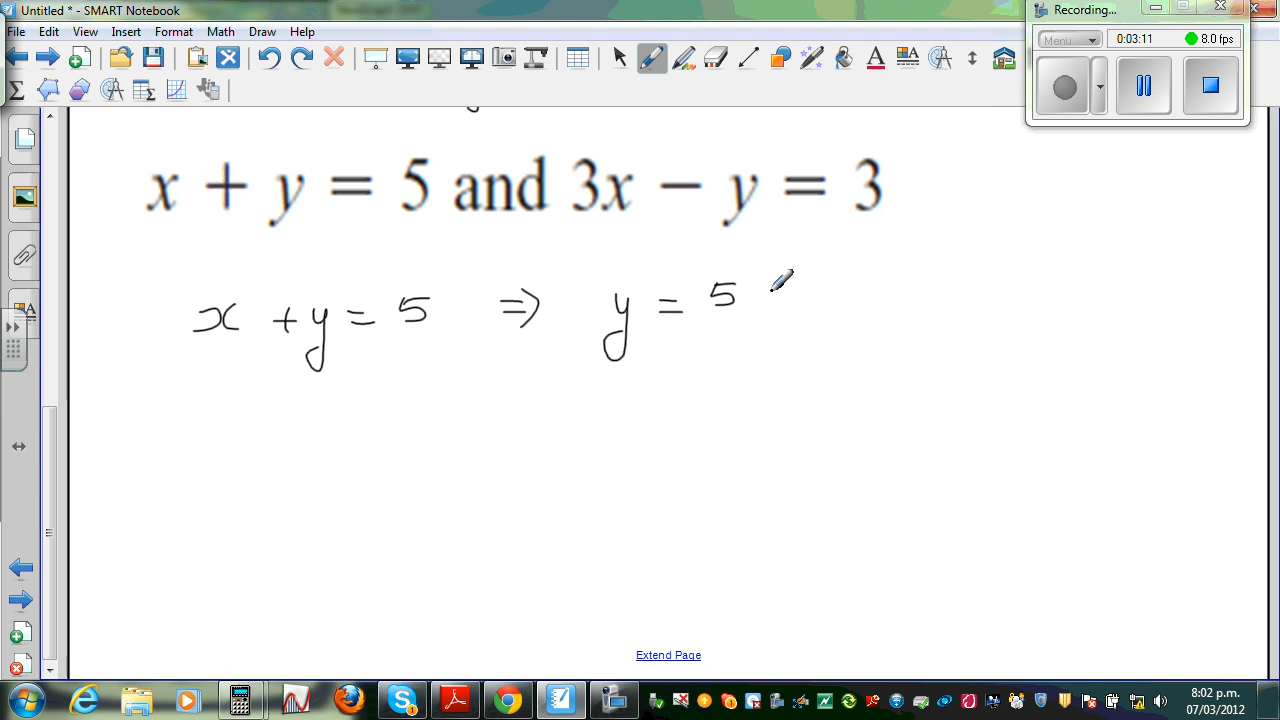 Untitled * - SMART Notebook
Recording...
File Edit View Insert Format Math Draw Help
Menu 0:03:11 8.0 fps
x + y = 5 and 3x − y = 3
x + y = 5 ⇒ y = 5
Extend Page
8:02 p.m.
07/03/2012